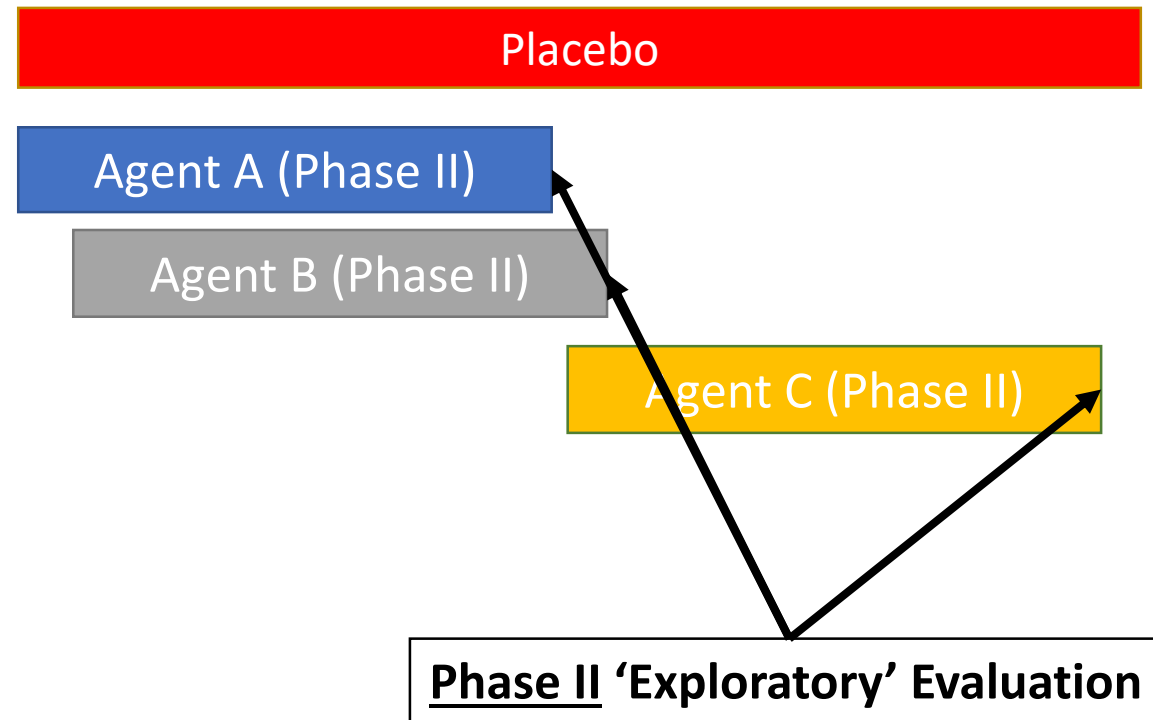 Placebo
Agent A (Phase II)
Agent B (Phase II)
Agent C (Phase II)
Phase II ‘Exploratory’ Evaluation